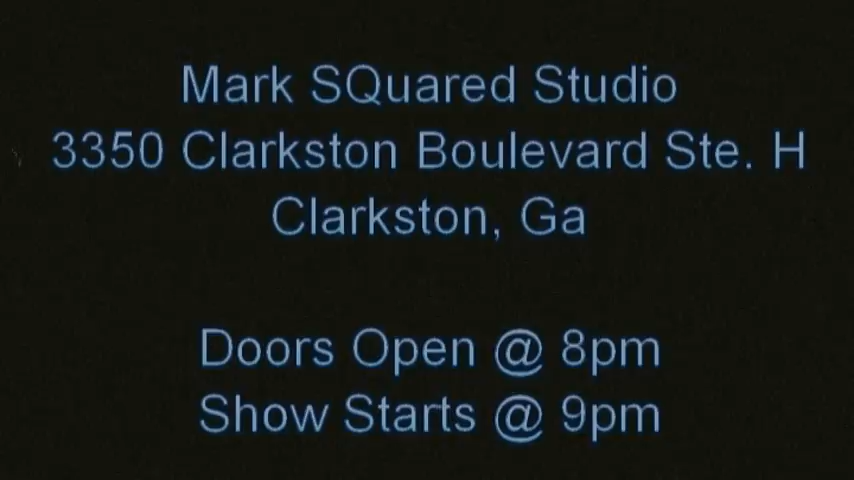 Mark SQuared Studio
3350 Clarkston Boulevard Ste. H
Clarkston, Ga
Doors Open @ 8pm
Show Starts @ 9pm